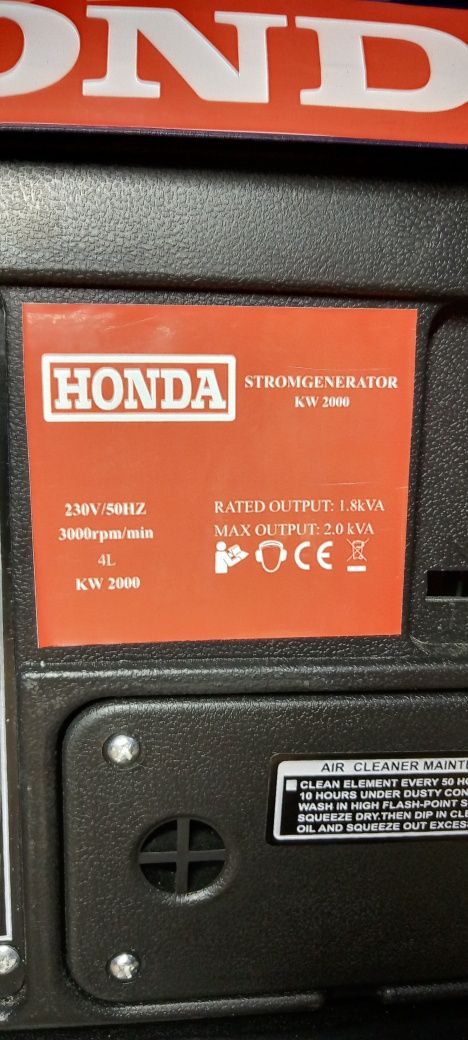 OND
HONDA
STROMGENERATOR
KW 2000
230V/50HZ
3000rpm/min
4L
KW 2000
RATED OUTPUT: 1.8kVA
MAX OUTPUT: 2.0 kVA
CE
AIR CLEANER MAINTE
CLEAN ELEMENT EVERY 50 HO
10 HOURS UNDER DUSTY CON
WASH IN HIGH FLASH-POINT S
SQUEEZE DRY.THEN DIP IN CLE
OIL AND SQUEEZE OUT EXCES